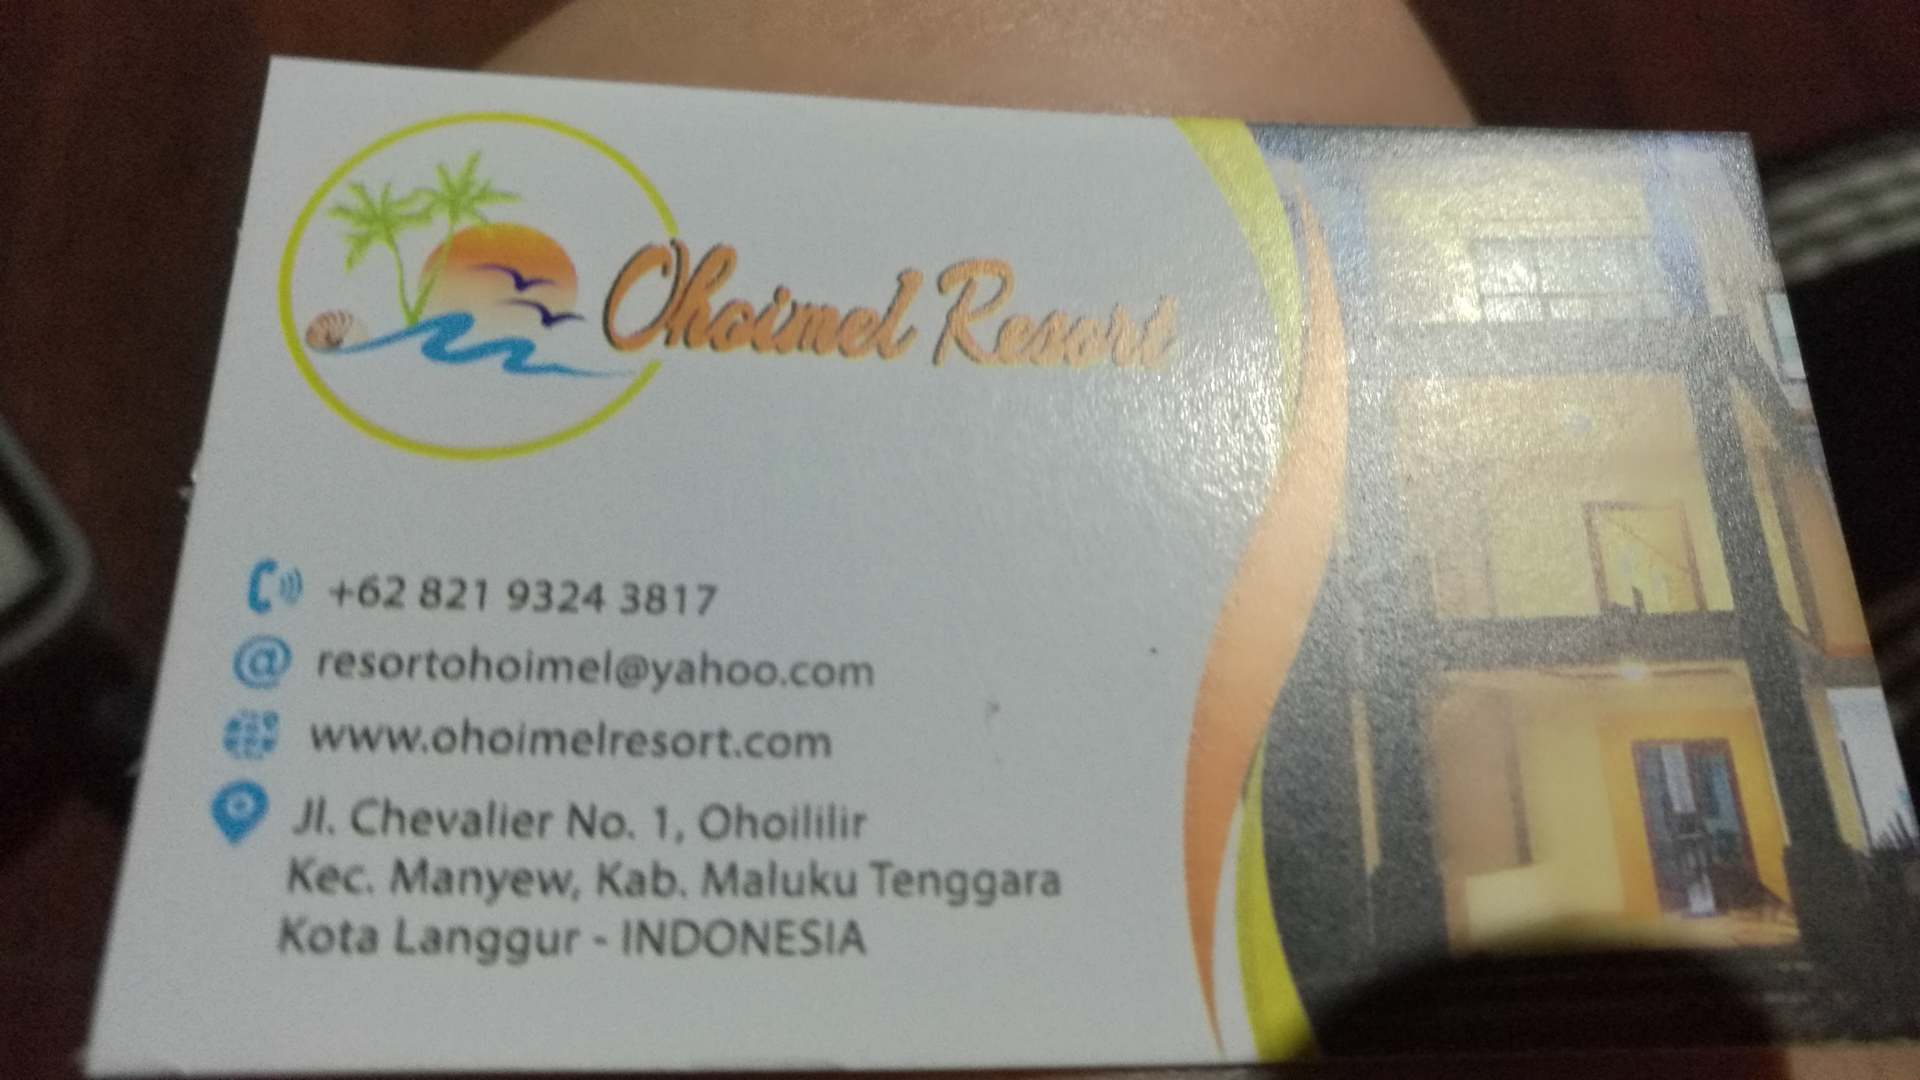 Ohoimel Resort
+62 821 9324 3817
resortohoimel@yahoo.com
www.ohoimelresort.com
Jl. Chevalier No. 1, Ohoililir
Kec. Manyew, Kab. Maluku Tenggara
Kota Langgur - INDONESIA